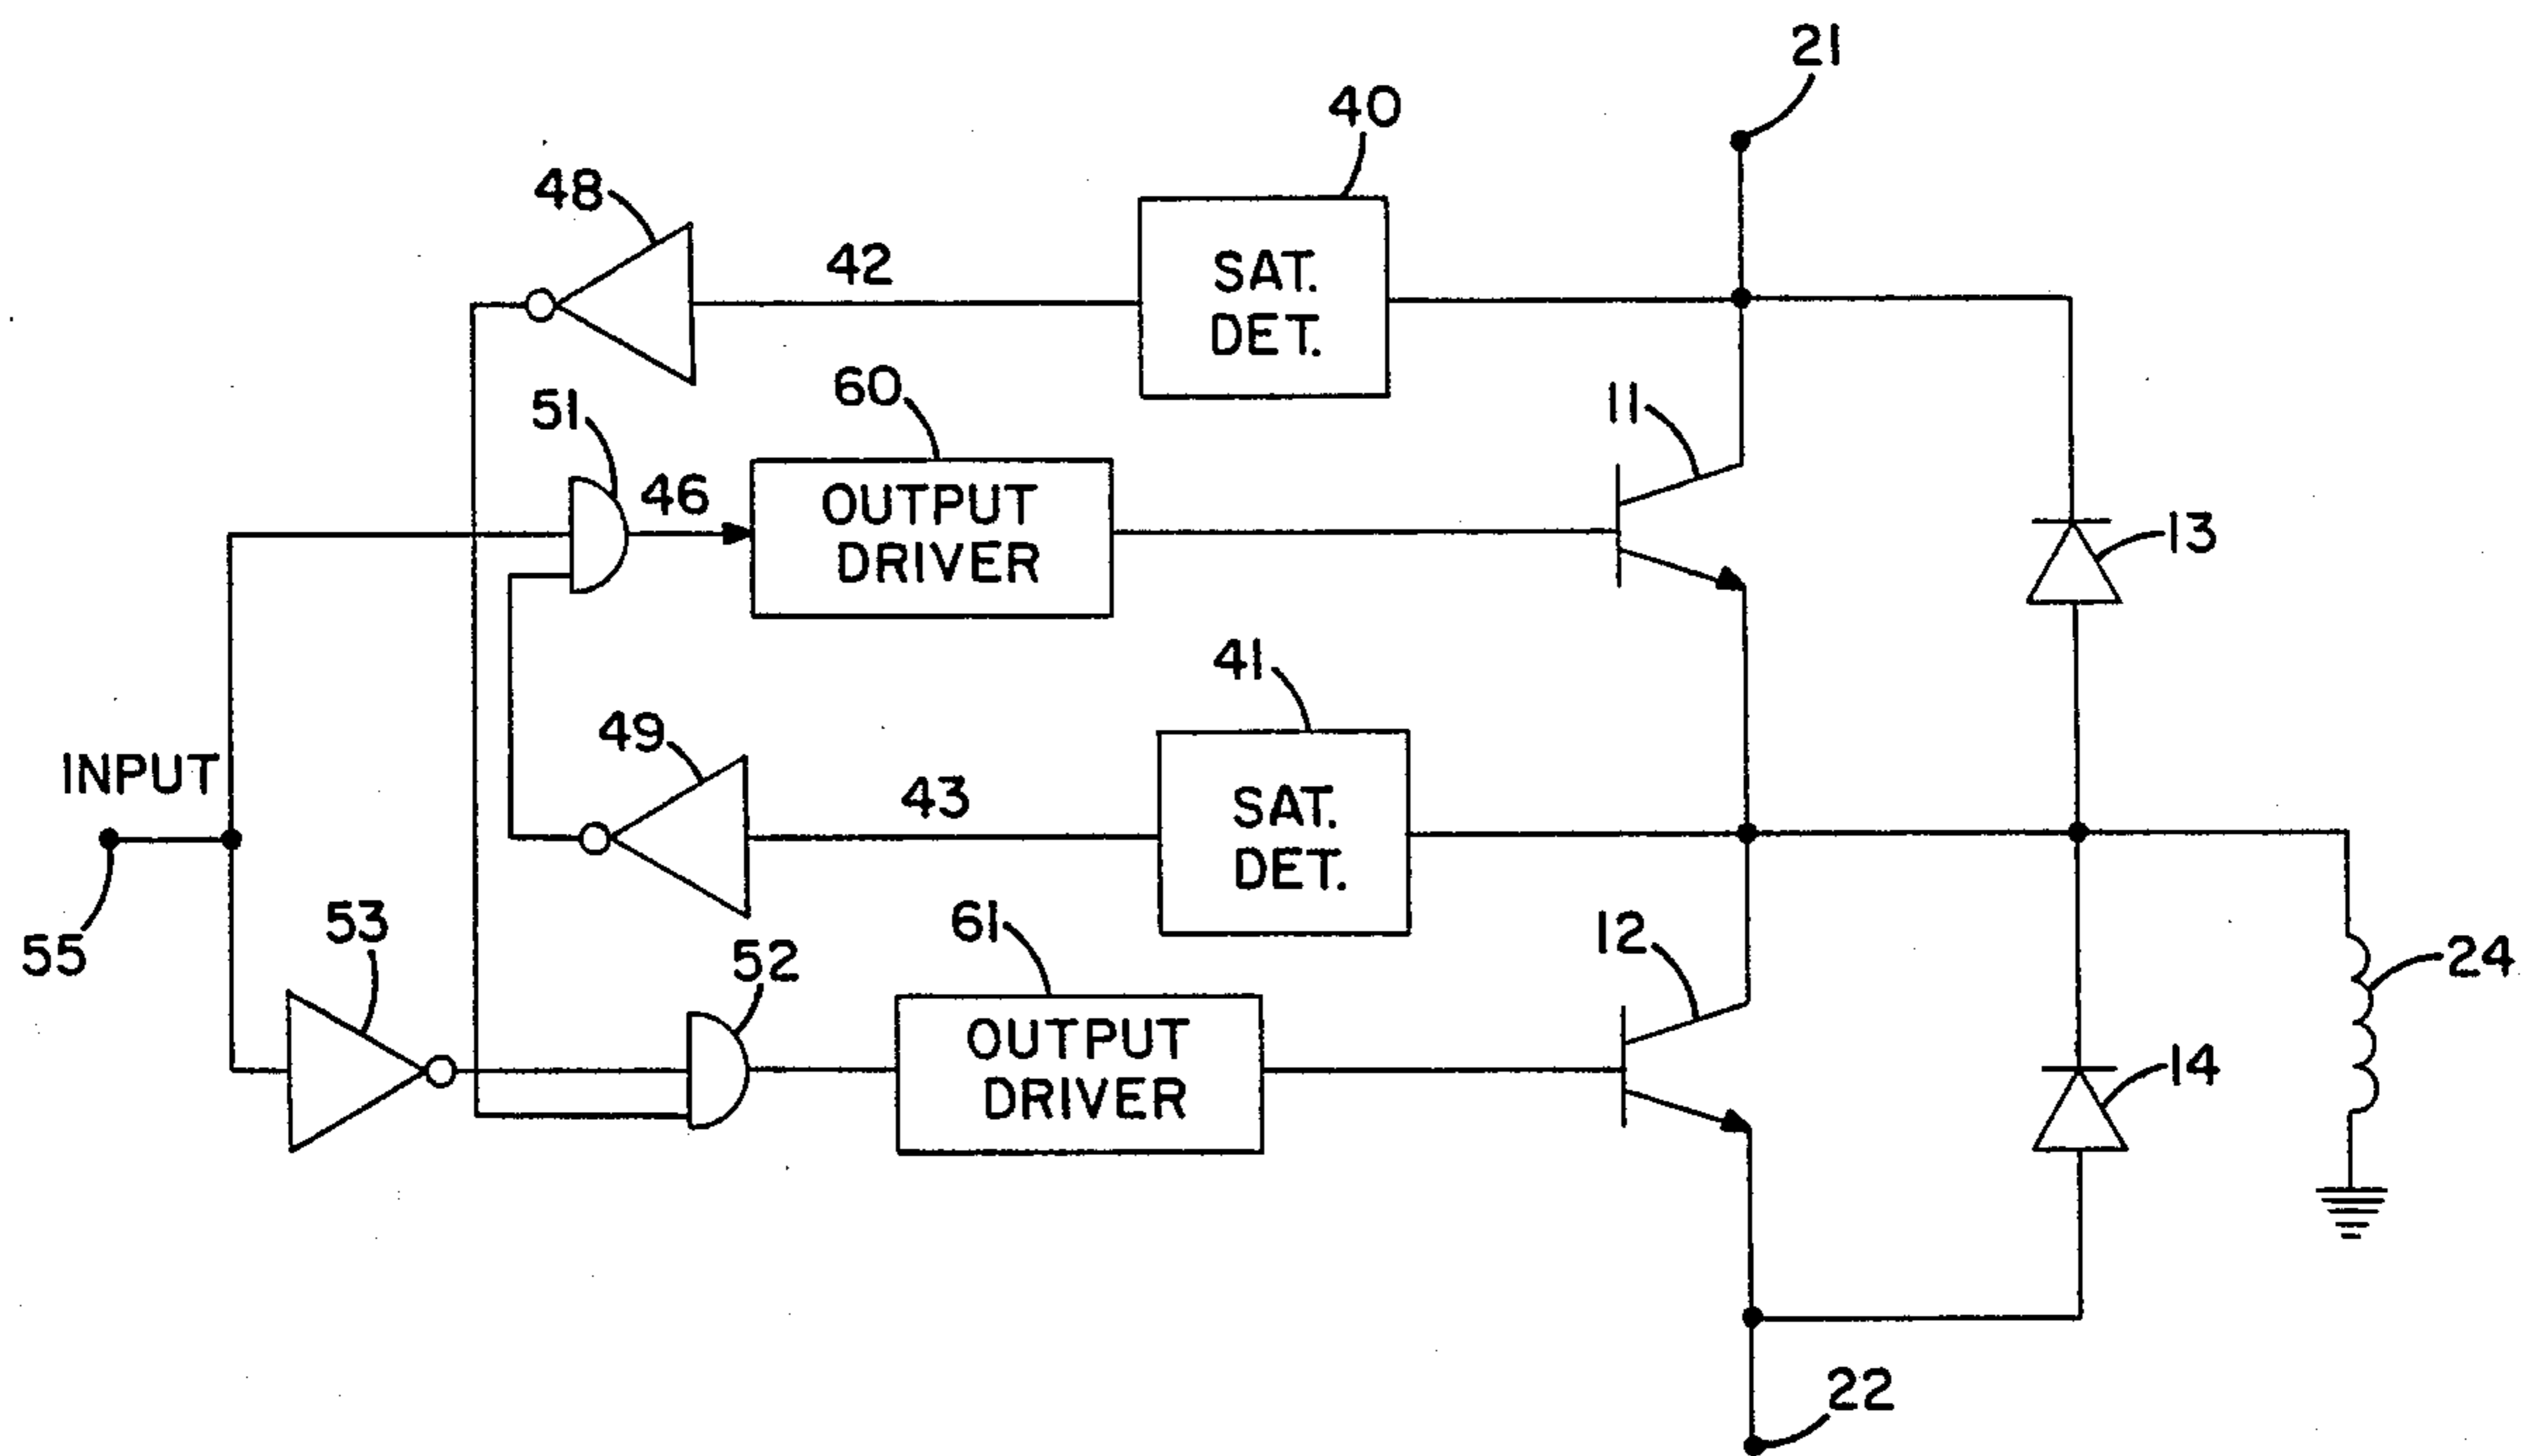 21
40
48
42
SAT.
DET.
60
51
46
OUTPUT
DRIVER
11
13
41
49
43
INPUT
SAT.
DET.
55
53
61
52
12
24
OUTPUT
DRIVER
14
22